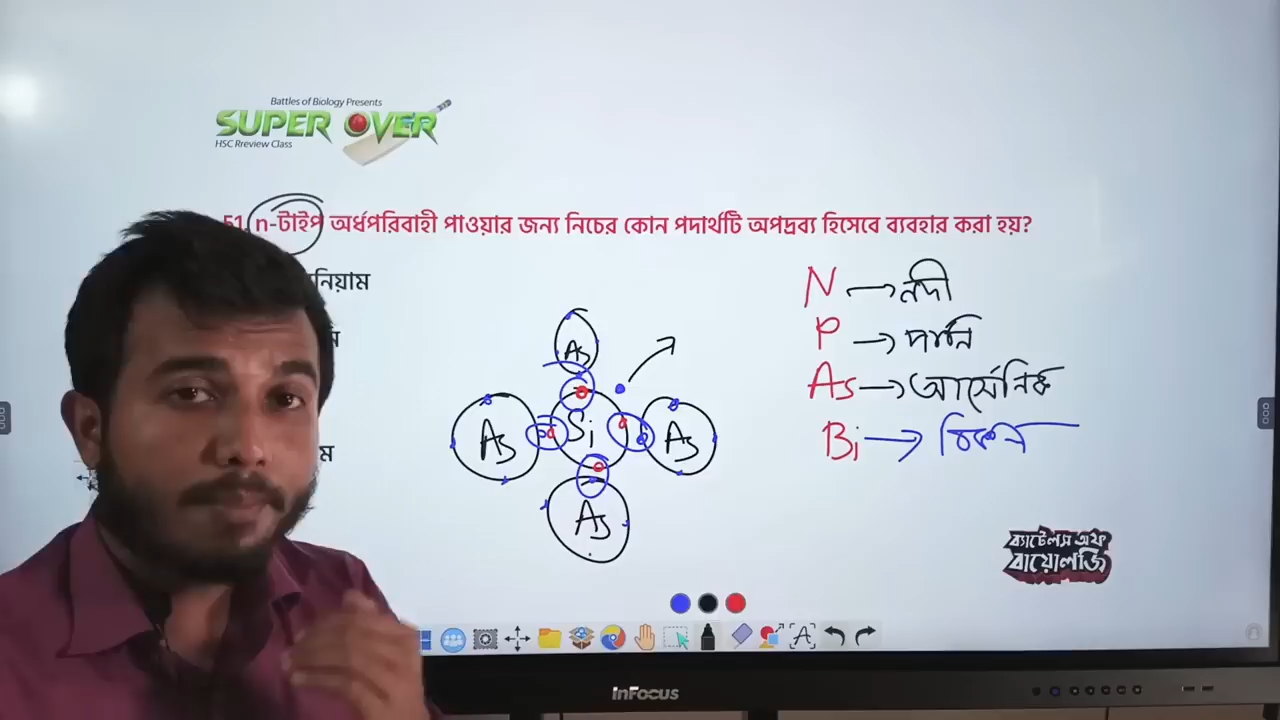 Battles of Biology Presents
SUPER OVER
HSC Rreview Class
51. n-টাইপ অর্ধপরিবাহী পাওয়ার জন্য নিচের কোন পদার্থটি অপদ্রব্য হিসেবে ব্যবহার করা হয়?
নিয়াম
ম
As
As Si As
As
N → নদী
P → পানি
As → আর্সেনিক
Bi → বিকেলে
ব্যাটেলস অফ
বায়োলজি
A
InFocus